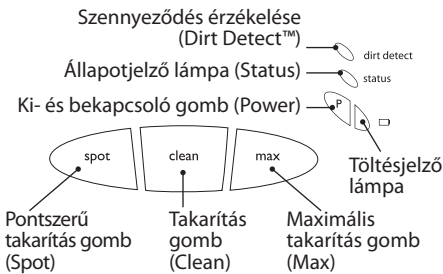 Szennyeződés érzékelése
(Dirt Detect™)
dirt detect
Állapotjelző lámpa (Status)
status
Ki- és bekapcsoló gomb (Power)
P
spot
clean
max
Töltésjelző
lámpa
Pontszerű
takarítás gomb
(Spot)
Takarítás
gomb
(Clean)
Maximális
takarítás gomb
(Max)